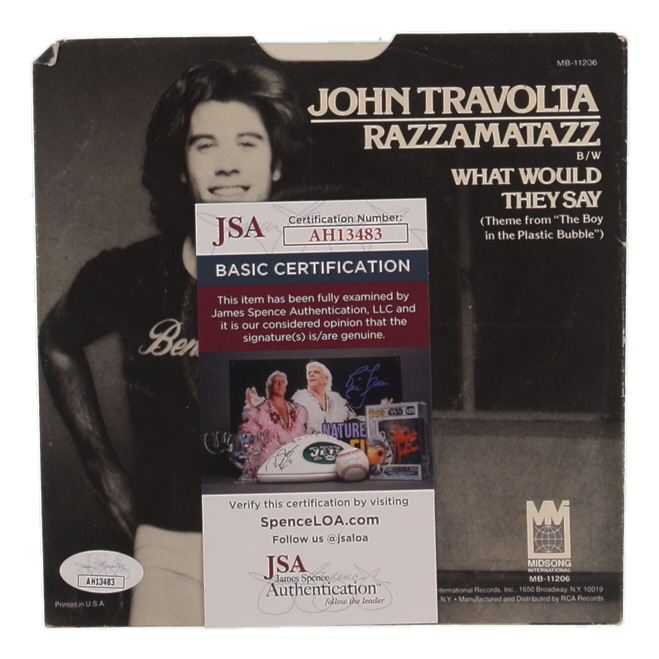 MB-11206
JOHN TRAVOLTA
RAZZAMATAZZ
B/W
WHAT WOULD
THEY SAY
(Theme from "The Boy
in the Plastic Bubble")
Ben
JSA
Certification Number:
AH13483
BASIC CERTIFICATION
This item has been fully examined by
James Spence Authentication, LLC and
it is our considered opinion that the
signature(s) is/are genuine.
NATURE
JETS
Verify this certification by visiting
SpenceLOA.com
Follow us @jsaloa
JSA
James Spence
Authentication
follow the leader
AH13483
Printed in U.S.A.
MIDSONG
INTERNATIONAL
MB-11206
ternational Records, Inc., 1650 Broadway, N.Y. 10019
N.Y. • Manufactured and Distributed by RCA Records